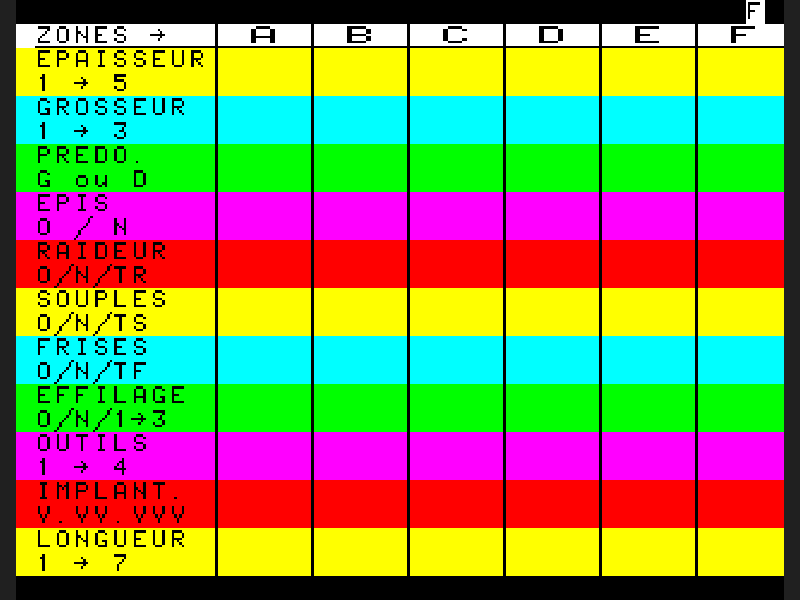 F
ZONES → A B C D E F
EPAISSEUR
1 → 5
GROSSEUR
1 → 3
PREDO.
G ou D
EPIS
O / N
RAIDEUR
O/N/TR
SOUPLES
O/N/TS
FRISES
O/N/TF
EFFILAGE
O/N/1→3
OUTILS
1 → 4
IMPLANT.
V.VV.VVV
LONGUEUR
1 → 7